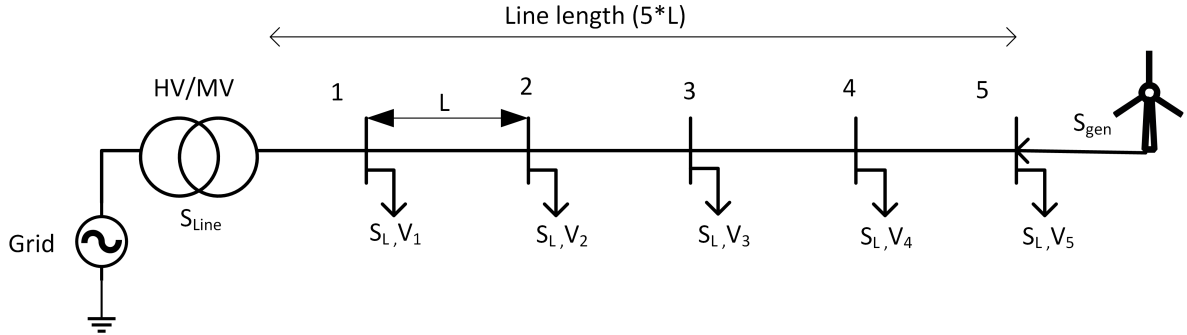 Line length (5*L)
HV/MV
1
L
2
3
4
5
S_gen
S_Line
Grid
S_L,V_1
S_L,V_2
S_L,V_3
S_L,V_4
S_L,V_5